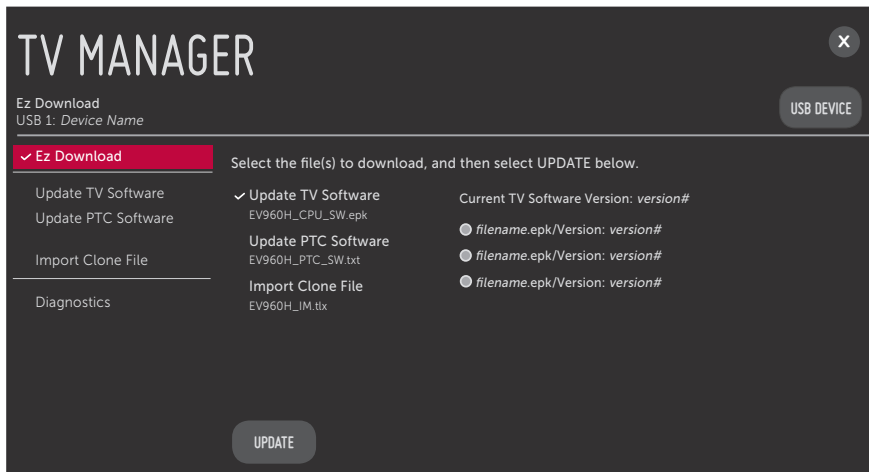 TV MANAGER
X
Ez Download
USB 1: Device Name
USB DEVICE
Ez Download
Update TV Software
Update PTC Software
Import Clone File
Diagnostics
Select the file(s) to download, and then select UPDATE below.
Update TV Software
EV960H_CPU_SW.epk
Update PTC Software
EV960H_PTC_SW.txt
Import Clone File
EV960H_IM.tlx
Current TV Software Version: version#
filename.epk/Version: version#
filename.epk/Version: version#
filename.epk/Version: version#
UPDATE